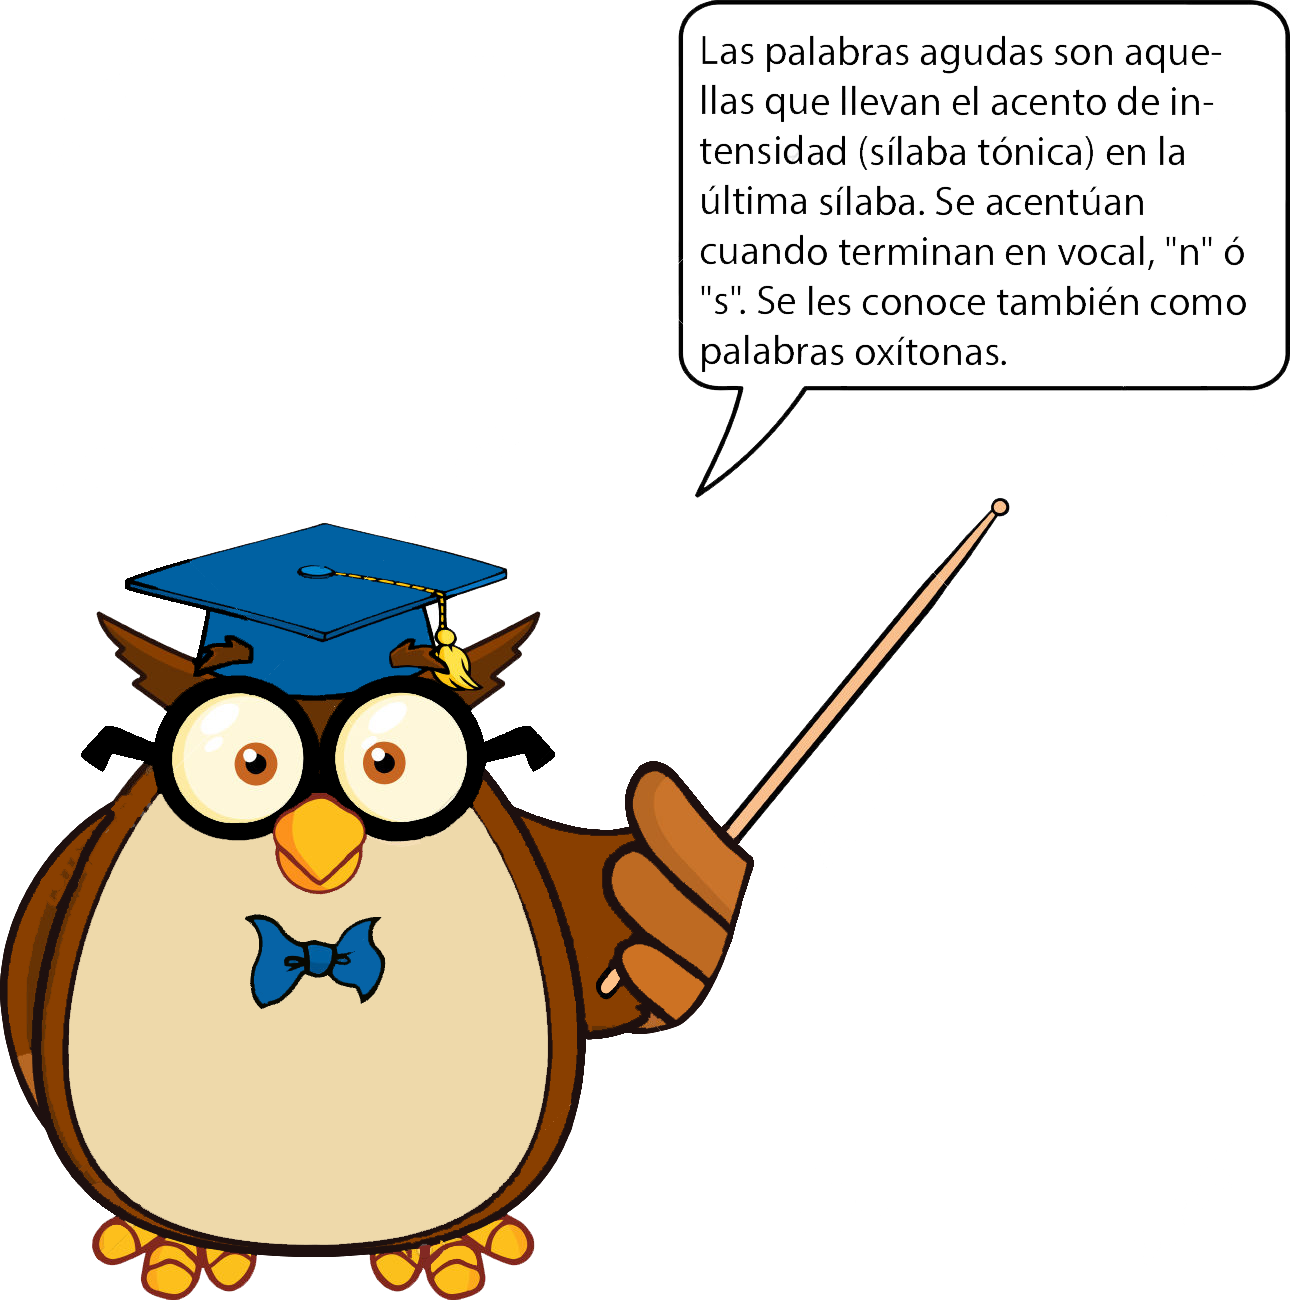 Las palabras agudas son aque-
llas que llevan el acento de in-
tensidad (sílaba tónica) en la
última sílaba. Se acentúan
cuando terminan en vocal, "n" ó
"s". Se les conoce también como
palabras oxítonas.